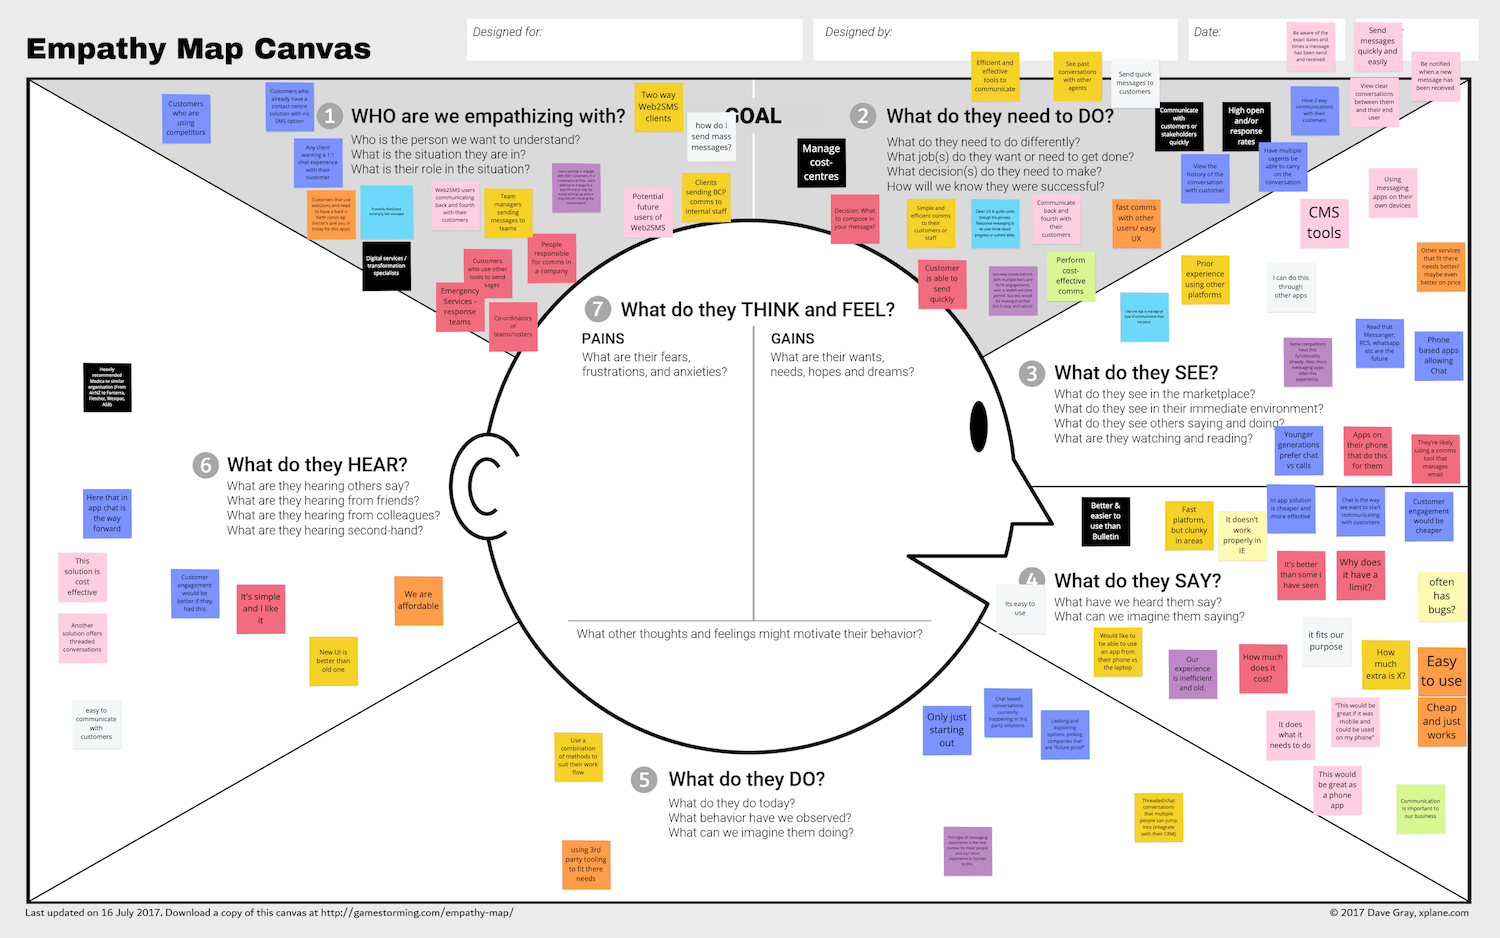 Empathy Map Canvas
Designed for:
Designed by:
Date:
1 WHO are we empathizing with?
Who is the person we want to understand?
What is the situation they are in?
What is their role in the situation?
Customers
who are
using
competitors
Customers who
already have a
contact centre
solution with no
SMS option
Any client
wanting a 1:1
chat experience
with their
customer
Web2SMS users
communicating
back and fourth
with their
customers
Team
managers
sending
messages to
teams
Digital services /
transformation
specialists
Customers
who use other
tools to send
sages
People
responsible
for comms in
a company
Emergency
Services -
response
teams
Co-ordinators
of
teams/rosters
Two way
Web2SMS
clients
Potential
future
users of
Web2SMS
Clients
sending BCP
comms to
internal staff
how do i
send mass
messages?
GOAL
Manage
cost-
centres
2 What do they need to DO?
What do they need to do differently?
What job(s) do they want or need to get done?
What decision(s) do they need to make?
How will we know they were successful?
Efficient and
effective
tools to
communicate
See past
conversations
with other
agents
Send quick
messages to
customers
Be aware of the
exact dates and
times a message
has been send
and received
Send
messages
quickly and
easily
Be notified
when a new
message has
been received
View clear
conversations
between them
and their end
user
Communicate
with
customers or
stakeholders
quickly
High open
and/or
response
rates
Have 2 way
communications
with their
customers
View the
history of the
conversation
with customer
Have multiple
cagents be
able to carry
on the
conversation
Decision: What
to compose in
your message?
Simple and
efficient comms to
their customers or
staff
Communicate
back and
fourth with
their
customers
fast comms
with other
users/ easy
UX
Customer
is able to
send
quickly
Perform
cost-
effective
comms
Using
messaging
apps on their
own devices
CMS
tools
Other services
that fit there
needs better/
maybe even
better on price
Prior
experience
using other
platforms
I can do this
through
other apps
Some competitors
have this
functionality
already. Also, most
messaging apps
offer this
experience
Read that
Messanger,
RCS, whatsapp
etc are the
future
Phone
based apps
allowing
Chat
3 What do they SEE?
What do they see in the marketplace?
What do they see in their immediate environment?
What do they see others saying and doing?
What are they watching and reading?
Younger
generations
prefer chat
vs calls
Apps on
their phone
that do this
for them
They're likely
using a comms
tool that
manages
email
7 What do they THINK and FEEL?
PAINS
What are their fears,
frustrations, and anxieties?
GAINS
What are their wants,
needs, hopes and dreams?
What other thoughts and feelings might motivate their behavior?
Heavily
recommended
Modica to similar
organisation (From
AirNZ to Fonterra,
Fletcher, Westpac,
ASB)
6 What do they HEAR?
What are they hearing others say?
What are they hearing from friends?
What are they hearing from colleagues?
What are they hearing second-hand?
Here that in
app chat is
the way
forward
This
solution is
cost
effective
Another
solution offers
threaded
conversations
easy to
communicate
with
customers
Customer
engagement
would be
better if they
had this
It's simple
and I like
it
We are
affordable
New UI is
better than
old one
Better &
easier to
use than
Bulletin
Fast
platform,
but clunky
in areas
It doesn't
work
properly in
IE
In app solution
is cheaper and
more effective
Chat is the way
we want to start
communicating
with customers
Customer
engagement
would be
cheaper
4 What do they SAY?
What have we heard them say?
What can we imagine them saying?
Its easy to
use
It's better
than some I
have seen
Why does
it have a
limit?
often
has
bugs?
Would like to
be able to use
an app from
their phone vs
the laptop
Our
experience
is inefficient
and old.
How much
does it
cost?
it fits our
purpose
How
much
extra is X?
Easy
to use
Cheap
and just
works
It does
what it
needs to do
"This would be
great if it was
mobile and
could be used
on my phone"
This would
be great as
a phone
app
Communication
is important to
our business
5 What do they DO?
What do they do today?
What behavior have we observed?
What can we imagine them doing?
Use a
combination
of methods to
suit their work
flow
using 3rd
party tooling
to fit there
needs
Only just
starting
out
Chat based
conversations
currently
happening in 3rd
party solutions
Looking and
exploring
options, picking
companies that
are "future proof"
Threaded/chat
conversations
that multiple
people can jump
into (integrate
with their CRM)
Last updated on 16 July 2017. Download a copy of this canvas at http://gamestorming.com/empathy-map/
© 2017 Dave Gray, xplane.com